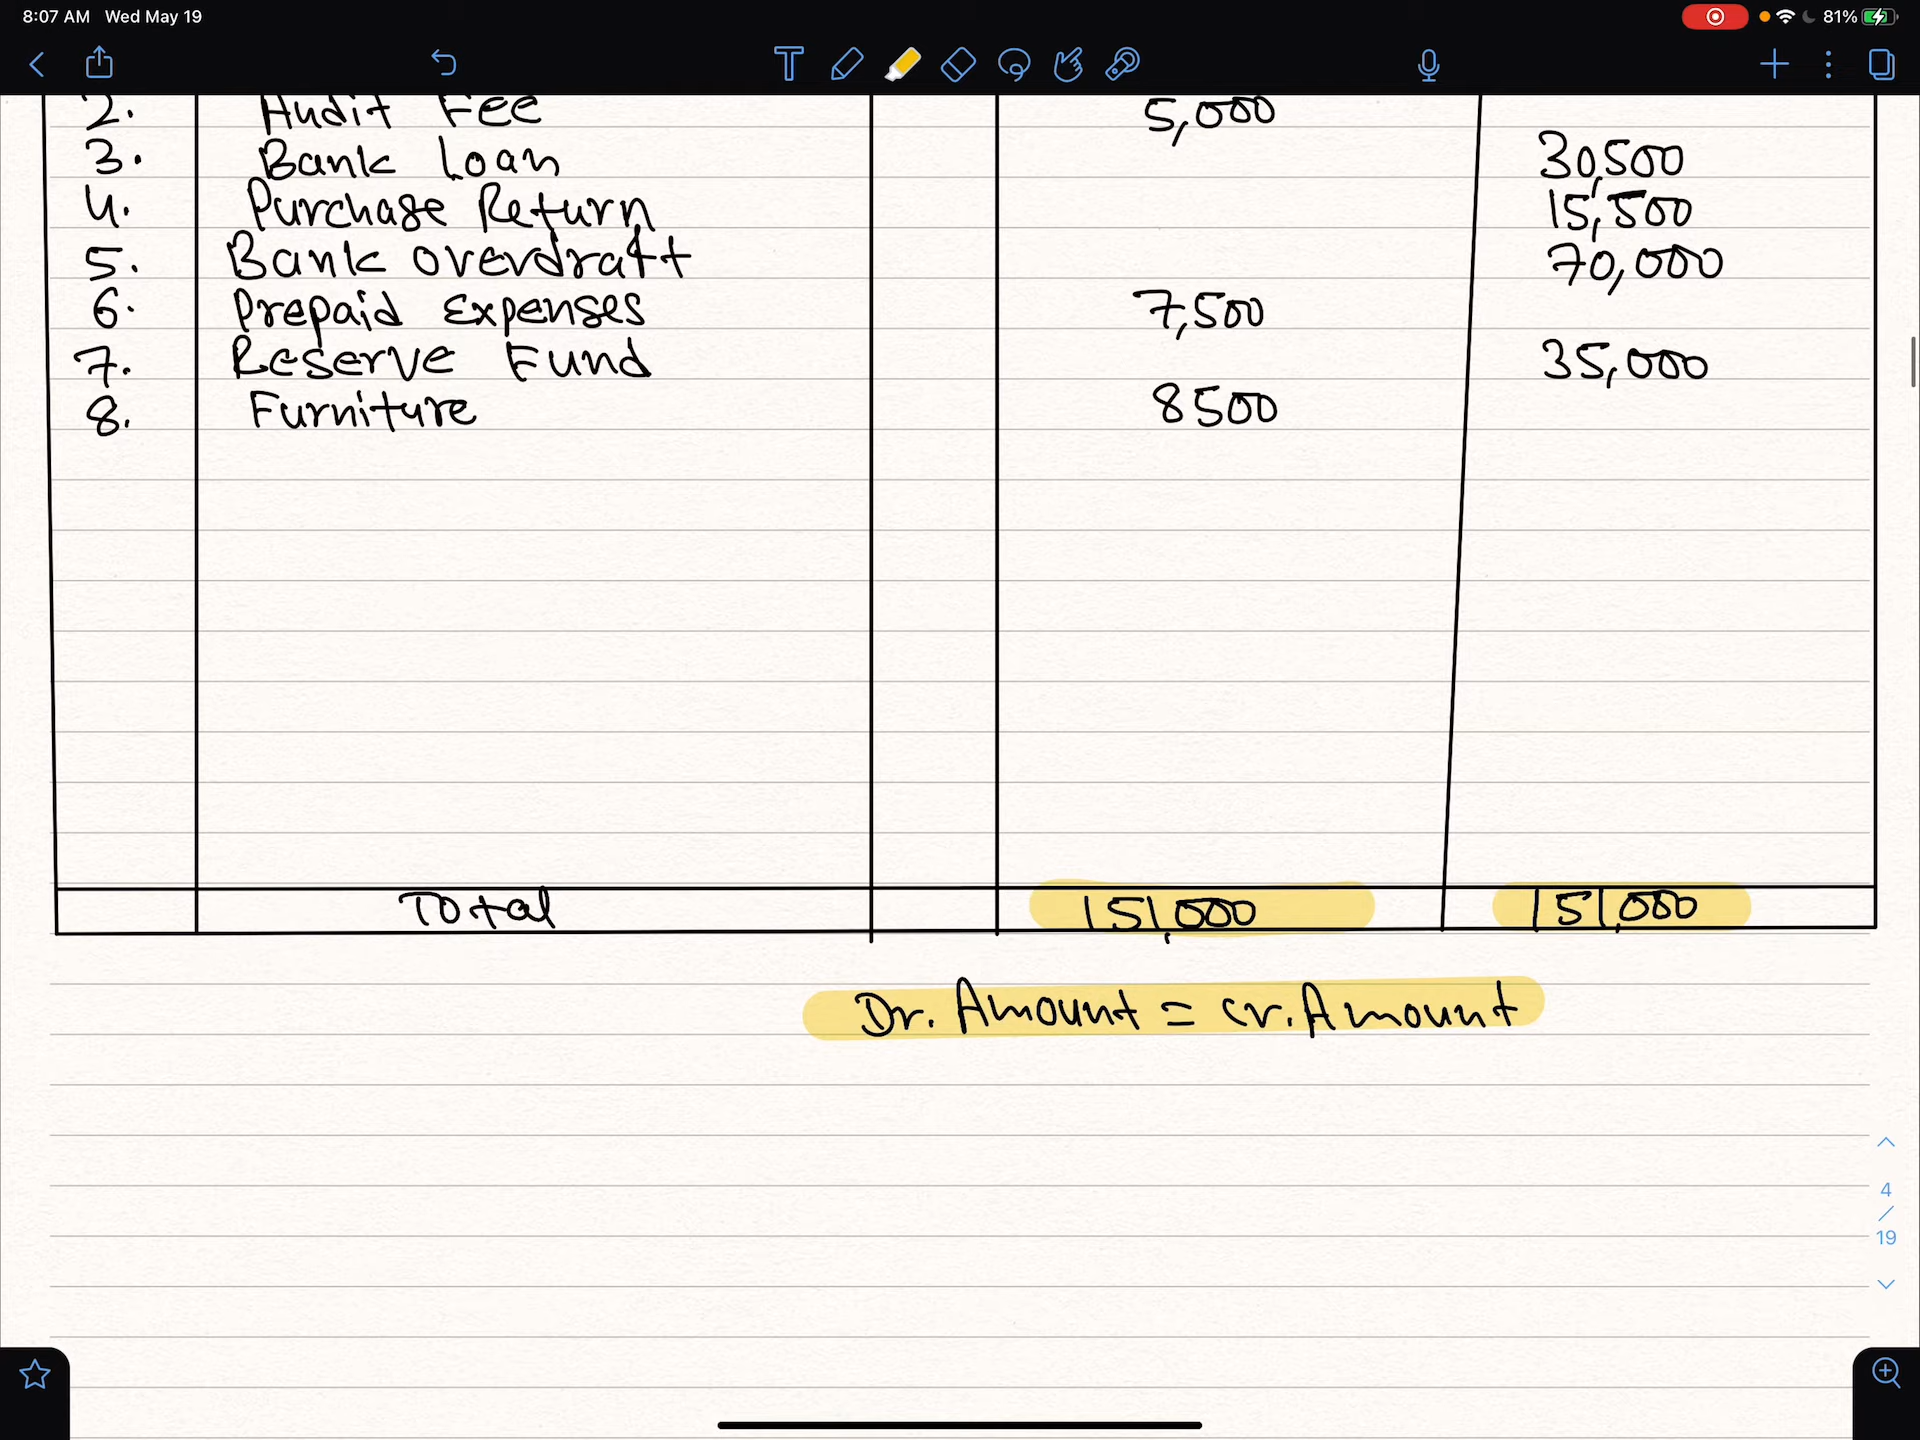 8:07 AM Wed May 19 81%
T
2. Audit Fee 5,000
3. Bank Loan 30,500
4. Purchase Return 15,500
5. Bank overdraft 70,000
6. Prepaid Expenses 7,500
7. Reserve Fund 35,000
8. Furniture 8500
Total 151,000 151,000
Dr. Amount = cr. Amount
4
/
19